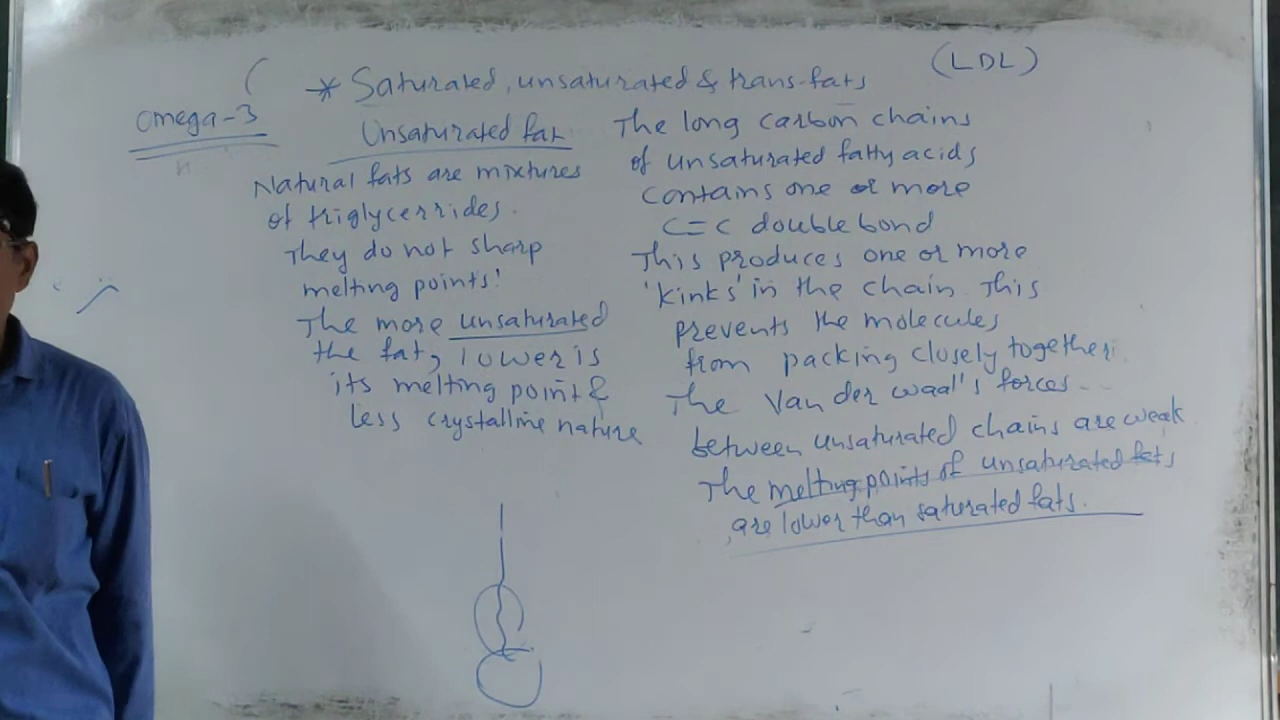 * Saturated, unsaturated & trans-fats
(LDL)
Omega-3
Unsaturated fat
Natural fats are mixtures
of triglycerrides.
They do not sharp
melting points!
The more unsaturated
the fat, lower is
its melting point &
less crystalline nature
The long carbon chains
of unsaturated fatty acids
contains one or more
C=C double bond
This produces one or more
'kinks' in the chain This
prevents the molecules
from packing closely together.
The Van der waal's forces --
between unsaturated chains are weak
The melting points of unsaturated fats
are lower than saturated fats.